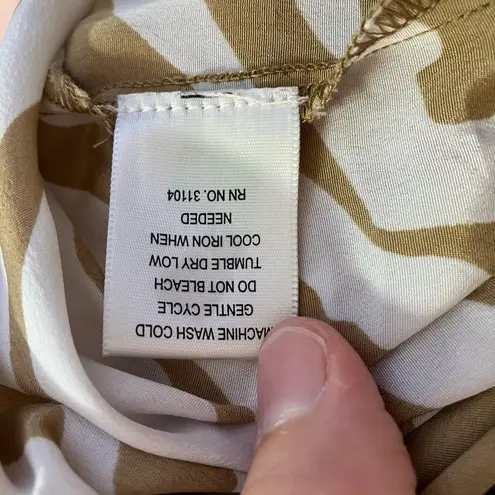 MACHINE WASH COLD
GENTLE CYCLE
DO NOT BLEACH
TUMBLE DRY LOW
COOL IRON WHEN
NEEDED
RN NO. 31104